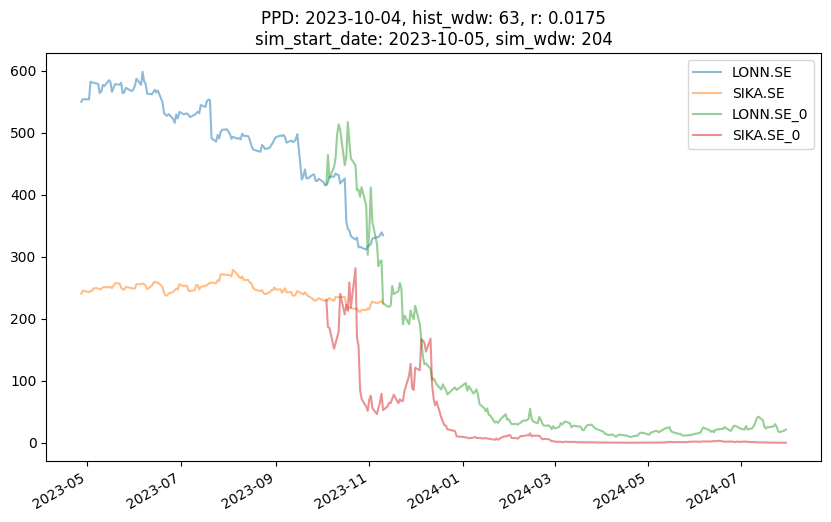 PPD: 2023-10-04, hist_wdw: 63, r: 0.0175
sim_start_date: 2023-10-05, sim_wdw: 204
LONN.SE
SIKA.SE
LONN.SE_0
SIKA.SE_0
600
500
400
300
200
100
0
2023-05
2023-07
2023-09
2023-11
2024-01
2024-03
2024-05
2024-07